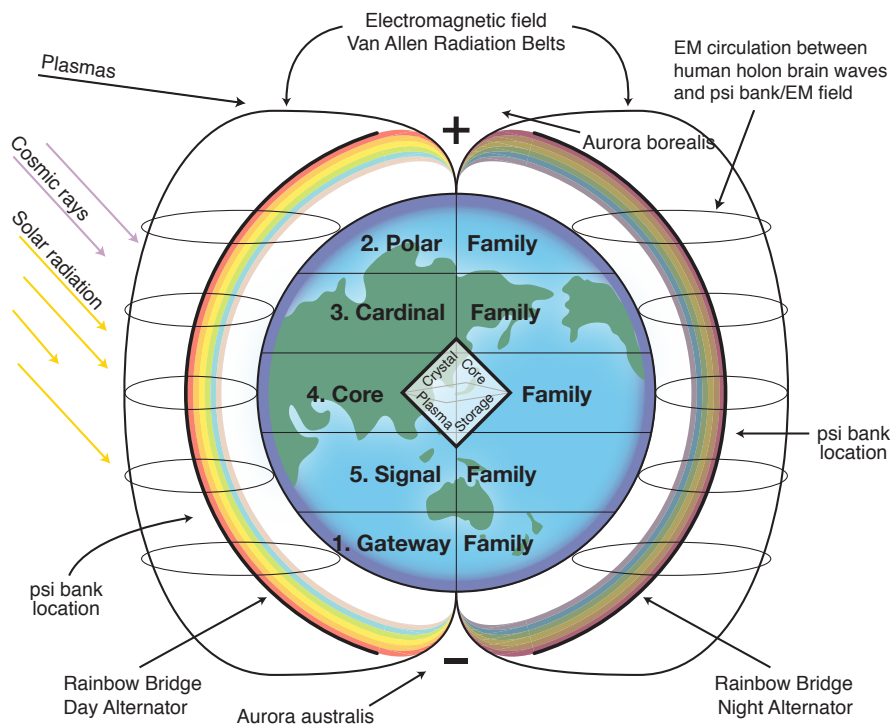 Electromagnetic field
Van Allen Radiation Belts
EM circulation between
human holon brain waves
and psi bank/EM field
Plasmas
+
Aurora borealis
Cosmic rays
Solar radiation
2. Polar Family
3. Cardinal Family
Crystal Core
4. Core Family
Plasma Storage
psi bank
location
5. Signal Family
1. Gateway Family
psi bank
location
Rainbow Bridge
Day Alternator
–
Aurora australis
Rainbow Bridge
Night Alternator